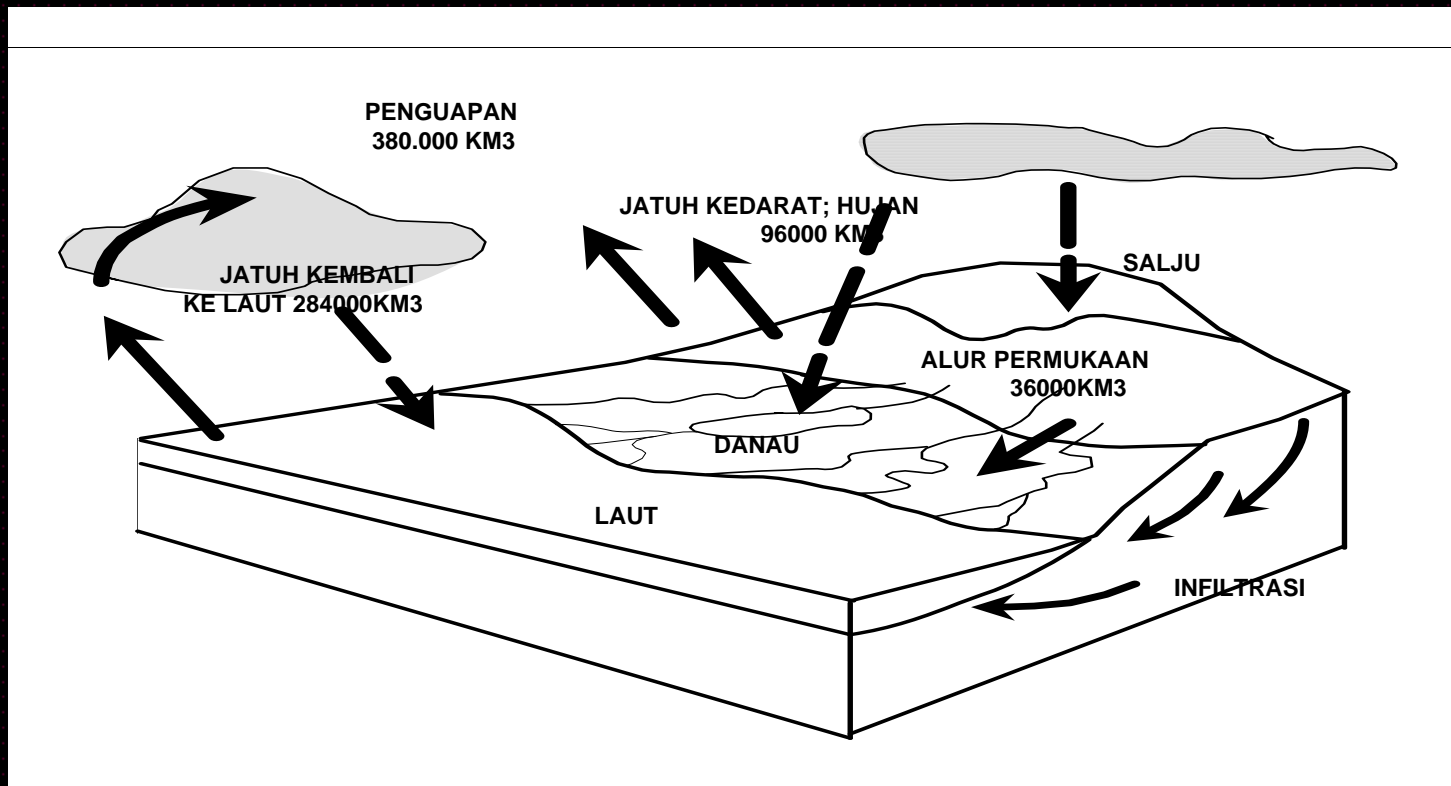 PENGUAPAN
380.000 KM3
JATUH KEDARAT; HUJAN
96000 KM3
SALJU
JATUH KEMBALI
KE LAUT 284000KM3
ALUR PERMUKAAN
36000KM3
DANAU
LAUT
INFILTRASI